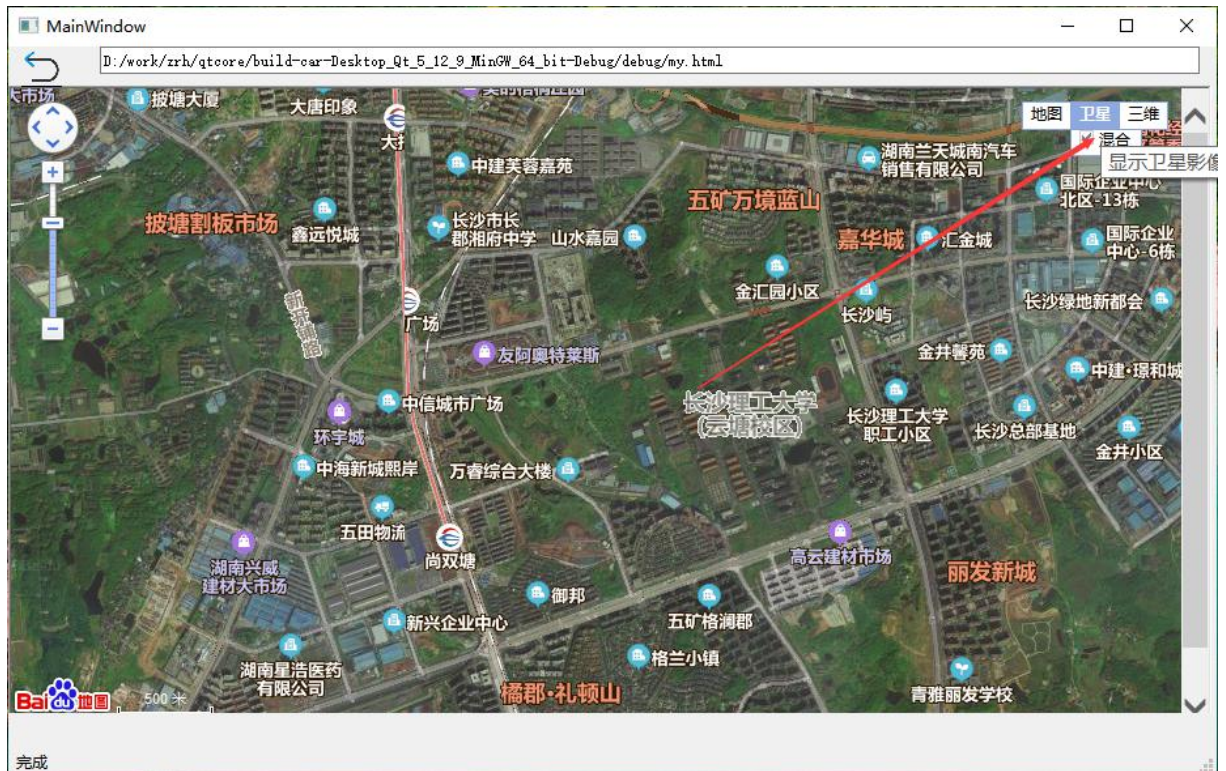 MainWindow
D:/work/zrh/qtcore/build-car-Desktop_Qt_5_12_9_MinGW_64_bit-Debug/debug/my.html
大市场
披塘大厦
大唐印象
地图
卫星
三维
混合
显示卫星影像
中建芙蓉嘉苑
湖南兰天城南汽车
销售有限公司
国际企业中心
北区-13栋
五矿万境蓝山
披塘割板市场
鑫远悦城
长沙市长
郡湘府中学
山水嘉园
嘉华城
汇金城
国际企业
中心-6栋
金汇园小区
长沙屿
长沙绿地新都会
广场
友阿奥特莱斯
金井馨苑
中建·璟和城
中信城市广场
长沙理工大学
(云塘校区)
长沙理工大学
职工小区
长沙总部基地
环宇城
金井小区
中海新城熙岸
万睿综合大楼
五田物流
尚双塘
高云建材市场
湖南兴威
建材大市场
丽发新城
御邦
新兴企业中心
五矿格澜郡
湖南星浩医药
有限公司
格兰小镇
橘郡·礼顿山
青雅丽发学校
Bai du 地图
500 米
完成